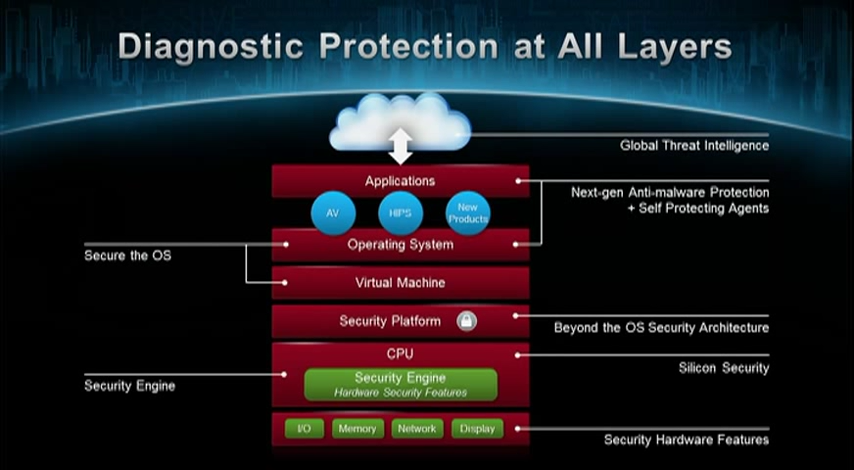 Diagnostic Protection at All Layers
Global Threat Intelligence
Applications
Next-gen Anti-malware Protection
+ Self Protecting Agents
AV
HIPS
New
Products
Operating System
Secure the OS
Virtual Machine
Security Platform
Beyond the OS Security Architecture
CPU
Silicon Security
Security Engine
Hardware Security Features
Security Engine
I/O
Memory
Network
Display
Security Hardware Features